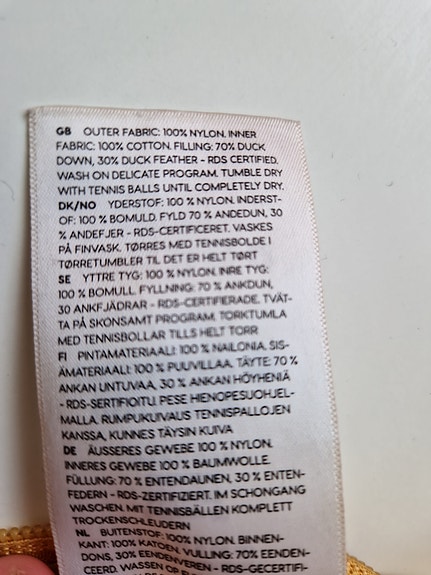 GB OUTER FABRIC: 100% NYLON. INNER
FABRIC: 100% COTTON. FILLING: 70% DUCK
DOWN, 30% DUCK FEATHER - RDS CERTIFIED.
WASH ON DELICATE PROGRAM. TUMBLE DRY
WITH TENNIS BALLS UNTIL COMPLETELY DRY.
DK/NO YDERSTOF: 100 % NYLON. INDERST-
OF: 100 % BOMULD. FYLD 70 % ANDEDUN, 30
% ANDEFJER - RDS-CERTIFICERET. VASKES
PÅ FINVASK. TØRRES MED TENNISBOLDE I
TØRRETUMBLER TIL DET ER HELT TØRT
SE YTTRE TYG: 100 % NYLON. INRE TYG:
100 % BOMULL. FYLLNING: 70 % ANKDUN,
30 ANKFJÄDRAR - RDS-CERTIFIERADE. TVÄT-
TA PÅ SKONSAMT PROGRAM. TORKTUMLA
MED TENNISBOLLAR TILLS HELT TORR
FI PINTAMATERIAALI: 100 % NAILONIA. SIS-
ÄMATERIAALI: 100 % PUUVILLAA. TÄYTE: 70 %
ANKAN UNTUVAA, 30 % ANKAN HÖYHENIÄ
- RDS-SERTIFIOITU. PESE HIENOPESUOHJEL-
MALLA. RUMPUKUIVAUS TENNISPALLOJEN
KANSSA, KUNNES TÄYSIN KUIVA
DE ÄUSSERES GEWEBE 100 % NYLON.
INNERES GEWEBE 100 % BAUMWOLLE.
FÜLLUNG: 70 % ENTENDAUNEN, 30 % ENTEN-
FEDERN - RDS-ZERTIFIZIERT. IM SCHONGANG
WASCHEN. MIT TENNISBÄLLEN KOMPLETT
TROCKENSCHLEUDERN
NL BUITENSTOF: 100% NYLON. BINNEN-
KANT: 100% KATOEN. VULLING: 70% EENDEN-
DONS, 30% EENDENVEREN - RDS-GECERTIFI-
CEERD. WASSEN OP